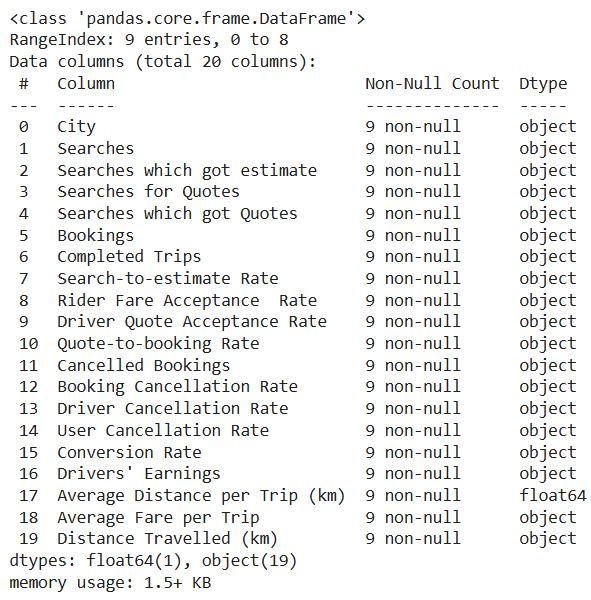 <class 'pandas.core.frame.DataFrame'>
RangeIndex: 9 entries, 0 to 8
Data columns (total 20 columns):
 #   Column                         Non-Null Count  Dtype
---  ------                         --------------  -----
 0   City                           9 non-null      object
 1   Searches                       9 non-null      object
 2   Searches which got estimate    9 non-null      object
 3   Searches for Quotes            9 non-null      object
 4   Searches which got Quotes      9 non-null      object
 5   Bookings                       9 non-null      object
 6   Completed Trips                9 non-null      object
 7   Search-to-estimate Rate        9 non-null      object
 8   Rider Fare Acceptance  Rate    9 non-null      object
 9   Driver Quote Acceptance Rate   9 non-null      object
 10  Quote-to-booking Rate          9 non-null      object
 11  Cancelled Bookings             9 non-null      object
 12  Booking Cancellation Rate      9 non-null      object
 13  Driver Cancellation Rate       9 non-null      object
 14  User Cancellation Rate         9 non-null      object
 15  Conversion Rate                9 non-null      object
 16  Drivers' Earnings              9 non-null      object
 17  Average Distance per Trip (km) 9 non-null      float64
 18  Average Fare per Trip          9 non-null      object
 19  Distance Travelled (km)        9 non-null      object
dtypes: float64(1), object(19)
memory usage: 1.5+ KB